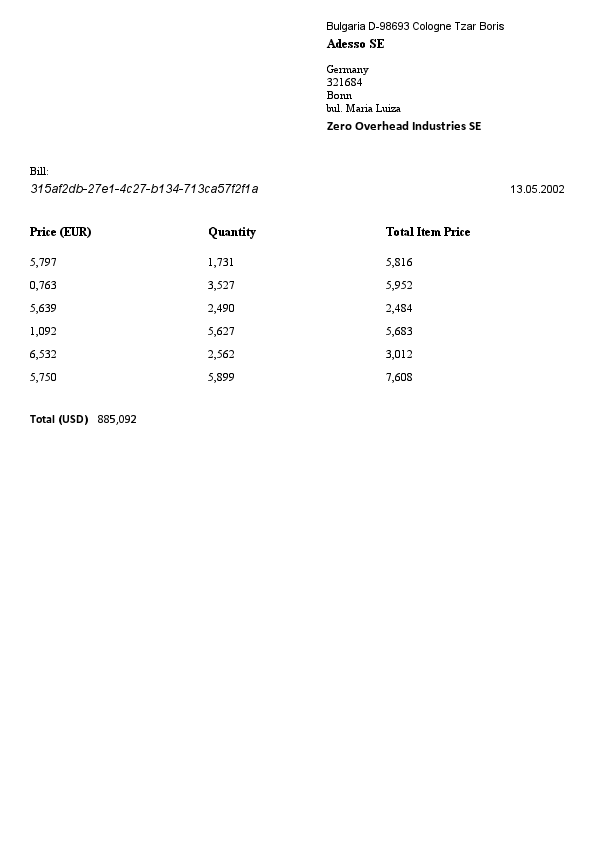 Bulgaria D-98693 Cologne Tzar Boris
Adesso SE
Germany
321684
Bonn
bul. Maria Luiza
Zero Overhead Industries SE
Bill:
315af2db-27e1-4c27-b134-713ca57f2f1a 13.05.2002
Price (EUR) Quantity Total Item Price
5,797 1,731 5,816
0,763 3,527 5,952
5,639 2,490 2,484
1,092 5,627 5,683
6,532 2,562 3,012
5,750 5,899 7,608
Total (USD) 885,092